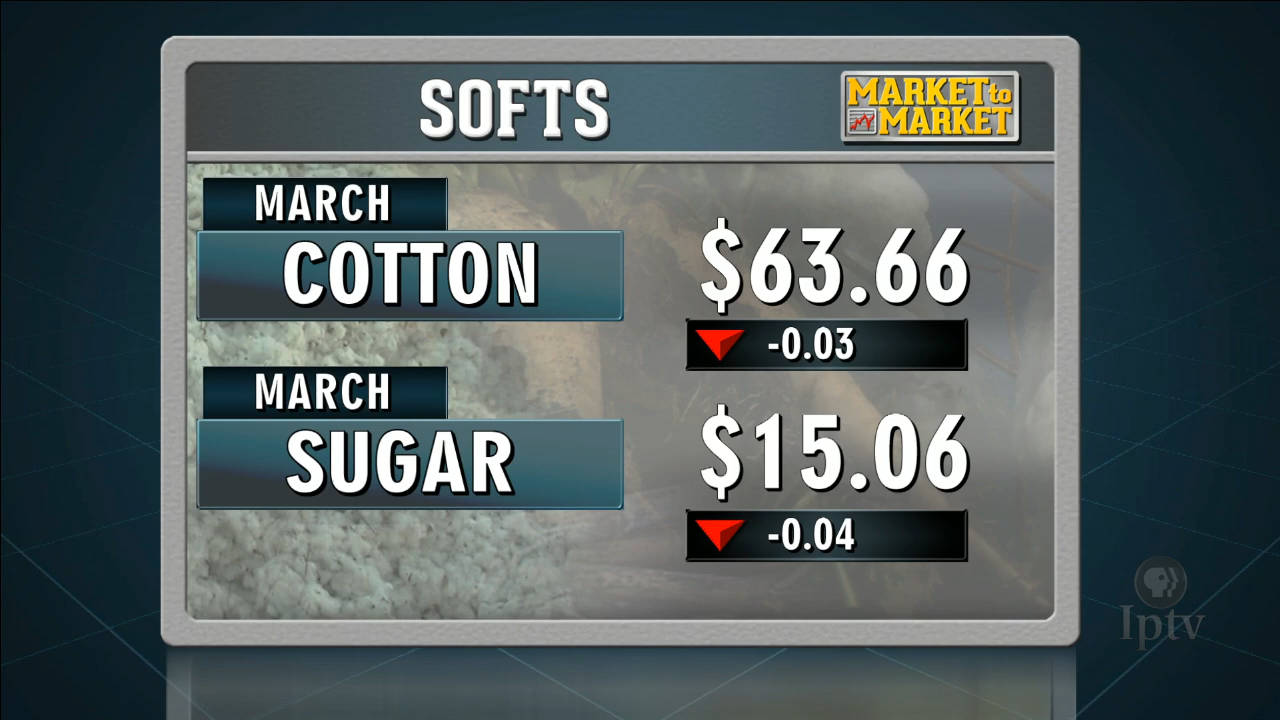 SOFTS
MARKET to
MARKET
MARCH
COTTON
$63.66
-0.03
MARCH
SUGAR
$15.06
-0.04
Iptv